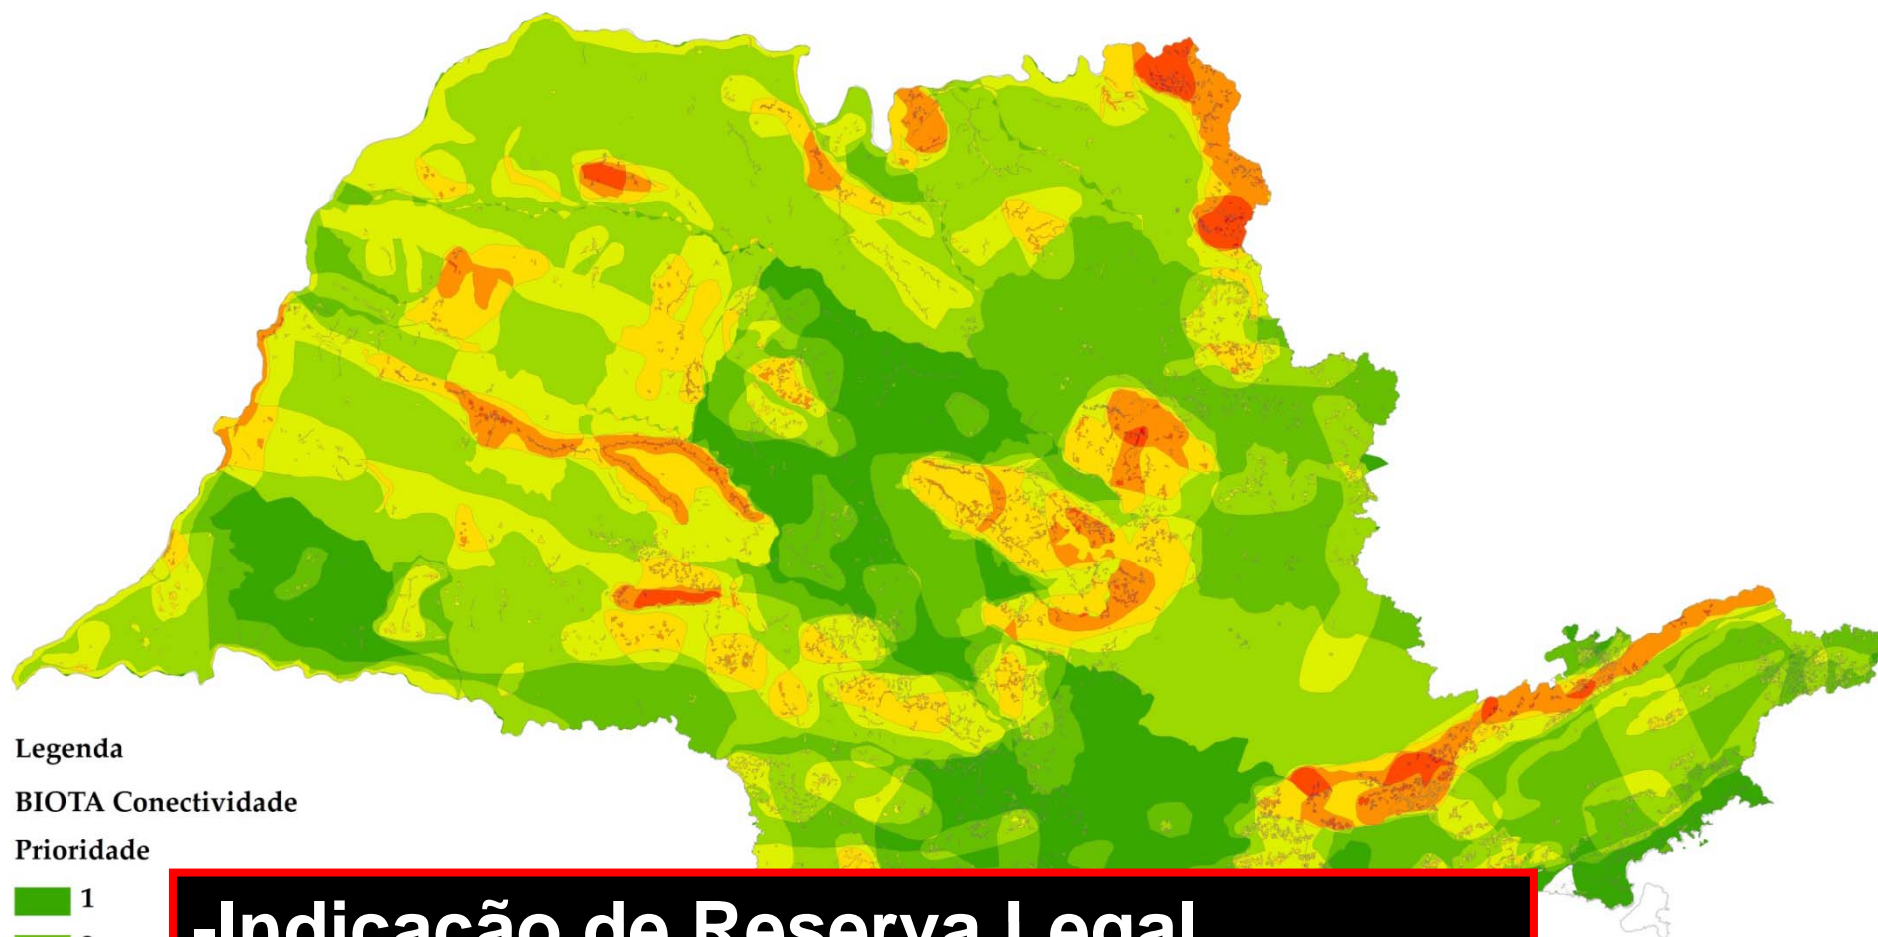 Legenda
BIOTA Conectividade
Prioridade
1
-Indicação de Reserva Legal